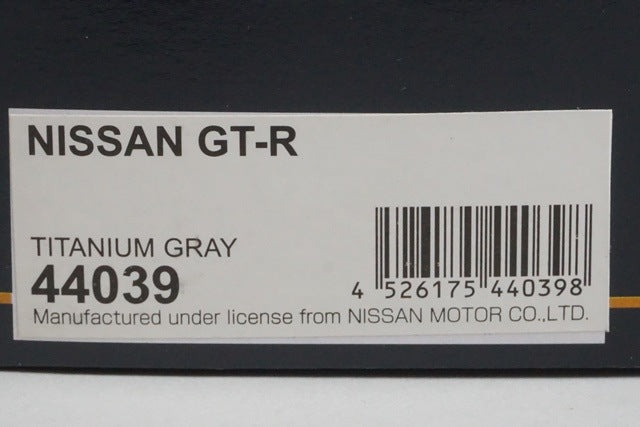 NISSAN GT-R
TITANIUM GRAY
44039
4 526175 440398
Manufactured under license from NISSAN MOTOR CO.,LTD.